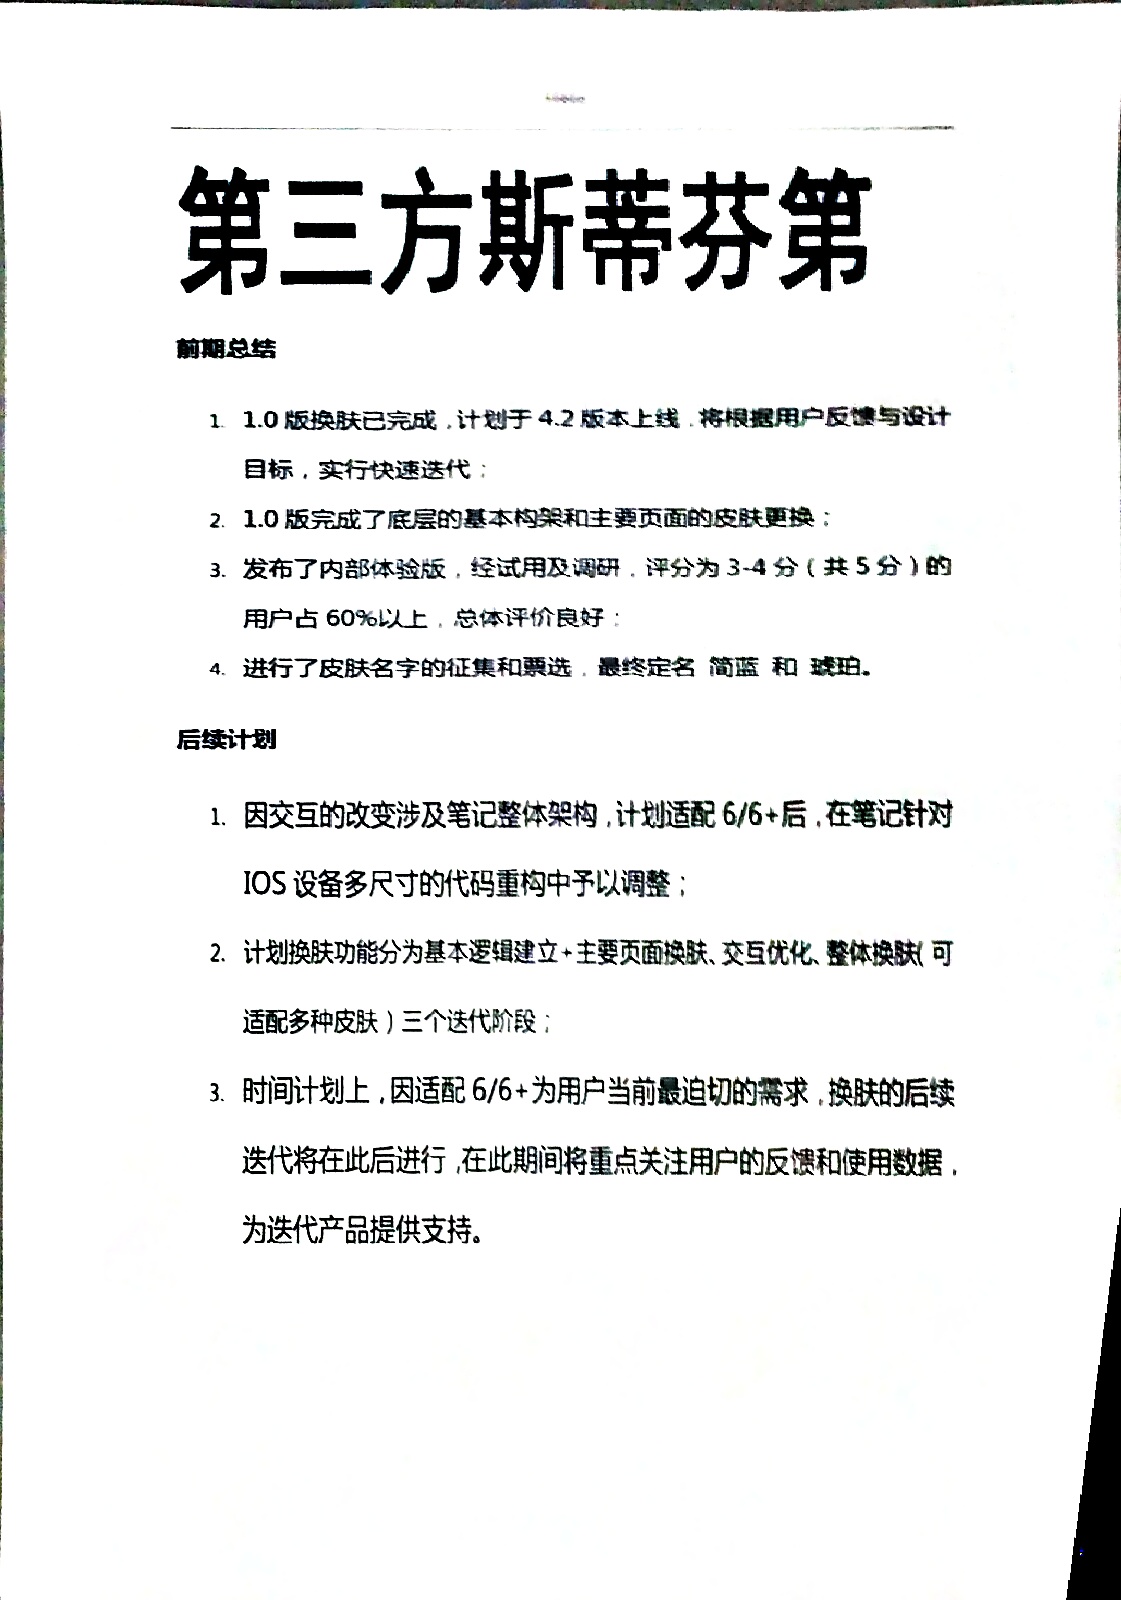 第三方斯蒂芬第
前期总结
1. 1.0 版换肤已完成，计划于 4.2 版本上线，将根据用户反馈与设计
目标，实行快速迭代；
2. 1.0 版完成了底层的基本构架和主要页面的皮肤更换；
3. 发布了内部体验版，经试用及调研，评分为 3-4 分（共 5 分）的
用户占 60%以上，总体评价良好；
4. 进行了皮肤名字的征集和票选，最终定名 简蓝 和 琥珀。
后续计划
1. 因交互的改变涉及笔记整体架构，计划适配 6/6+后，在笔记针对
IOS 设备多尺寸的代码重构中予以调整；
2. 计划换肤功能分为基本逻辑建立+主要页面换肤、交互优化、整体换肤（可
适配多种皮肤）三个迭代阶段；
3. 时间计划上，因适配 6/6+为用户当前最迫切的需求，换肤的后续
迭代将在此后进行，在此期间将重点关注用户的反馈和使用数据，
为迭代产品提供支持。